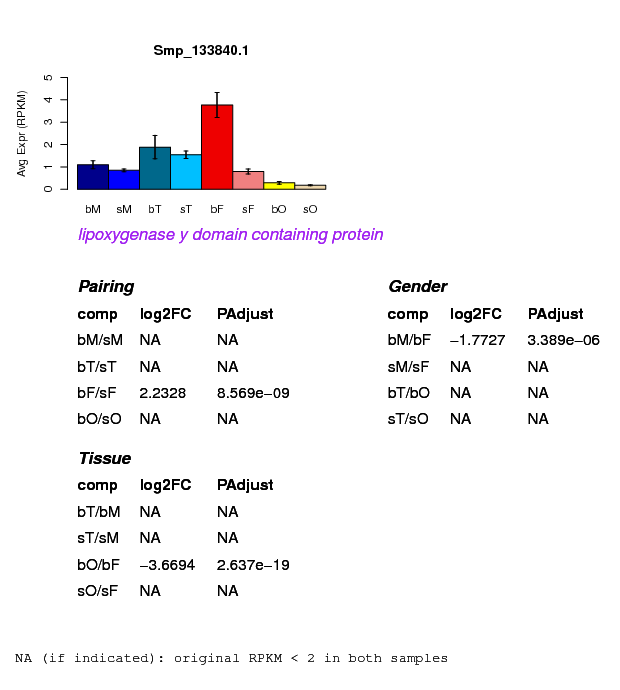 Smp_133840.1
Avg Expr (RPKM)
5
4
3
2
1
0
bM sM bT sT bF sF bO sO
lipoxygenase y domain containing protein
Pairing
comp log2FC PAdjust
bM/sM NA NA
bT/sT NA NA
bF/sF 2.2328 8.569e−09
bO/sO NA NA
Gender
comp log2FC PAdjust
bM/bF −1.7727 3.389e−06
sM/sF NA NA
bT/bO NA NA
sT/sO NA NA
Tissue
comp log2FC PAdjust
bT/bM NA NA
sT/sM NA NA
bO/bF −3.6694 2.637e−19
sO/sF NA NA
NA (if indicated): original RPKM < 2 in both samples